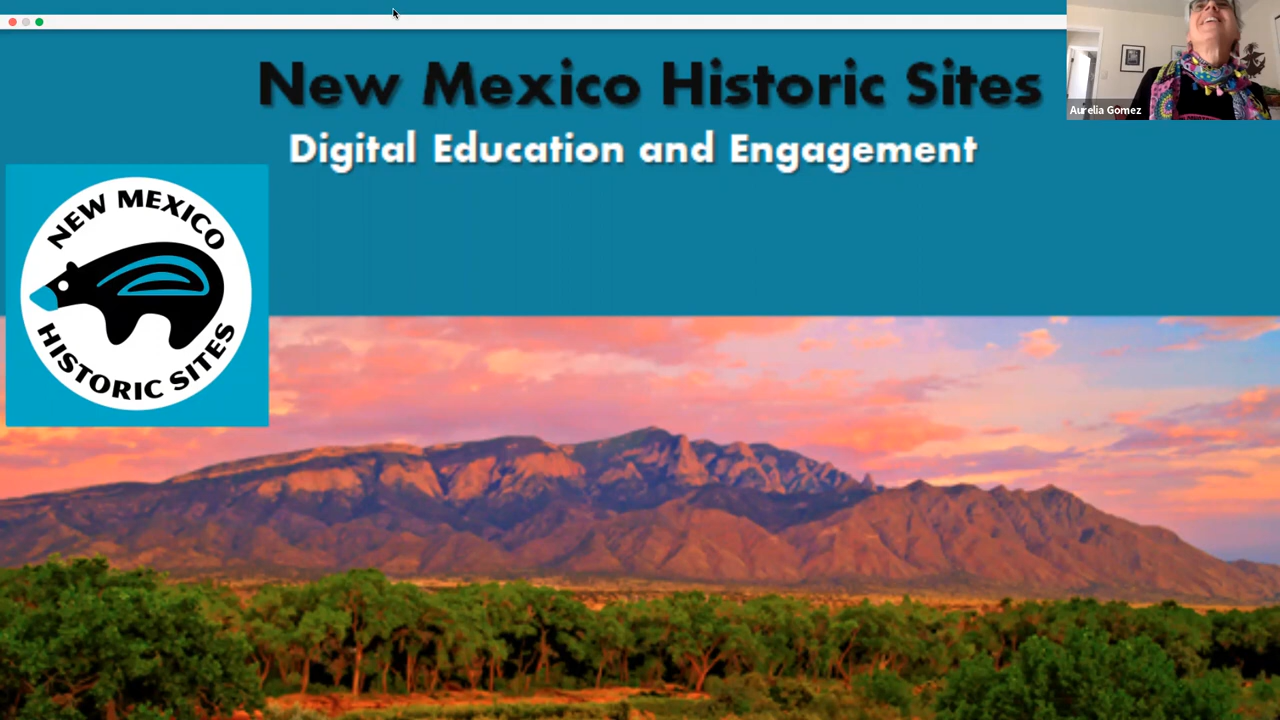 New Mexico Historic Sites
Aurelia Gomez
Digital Education and Engagement
NEW MEXICO
HISTORIC SITES